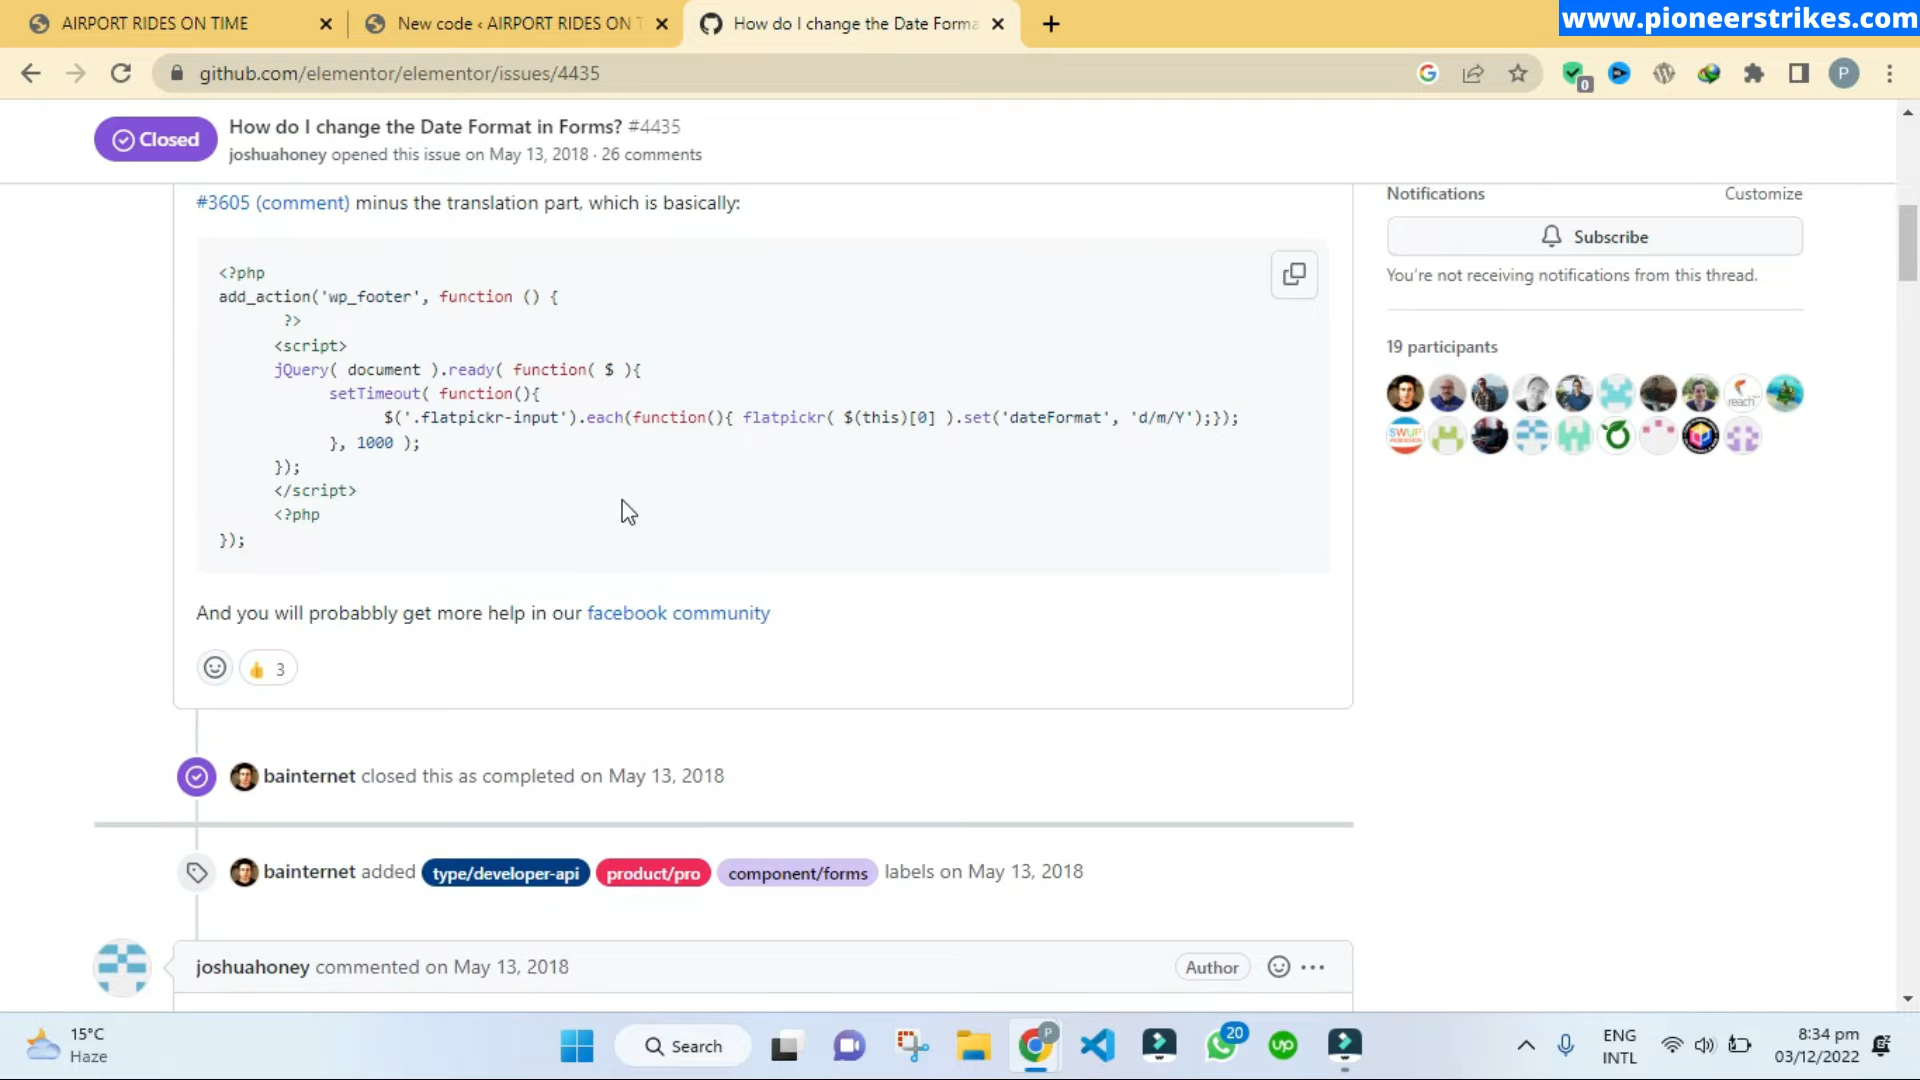 AIRPORT RIDES ON TIME
New code ‹ AIRPORT RIDES ON T
How do I change the Date Forma
www.pioneerstrikes.com
github.com/elementor/elementor/issues/4435
0
P
Closed
How do I change the Date Format in Forms? #4435
joshuahoney opened this issue on May 13, 2018 · 26 comments
#3605 (comment) minus the translation part, which is basically:
<?php
add_action('wp_footer', function () {
?>
<script>
jQuery( document ).ready( function( $ ){
setTimeout( function(){
$('.flatpickr-input').each(function(){ flatpickr( $(this)[0] ).set('dateFormat', 'd/m/Y');});
}, 1000 );
});
</script>
<?php
});
And you will probabbly get more help in our facebook community
3
Notifications
Customize
Subscribe
You're not receiving notifications from this thread.
19 participants
reach
SWUP
bainternet closed this as completed on May 13, 2018
bainternet added type/developer-api product/pro component/forms labels on May 13, 2018
joshuahoney commented on May 13, 2018
Author
15°C
Haze
Search
P
20
up
ENG
INTL
8:34 pm
03/12/2022